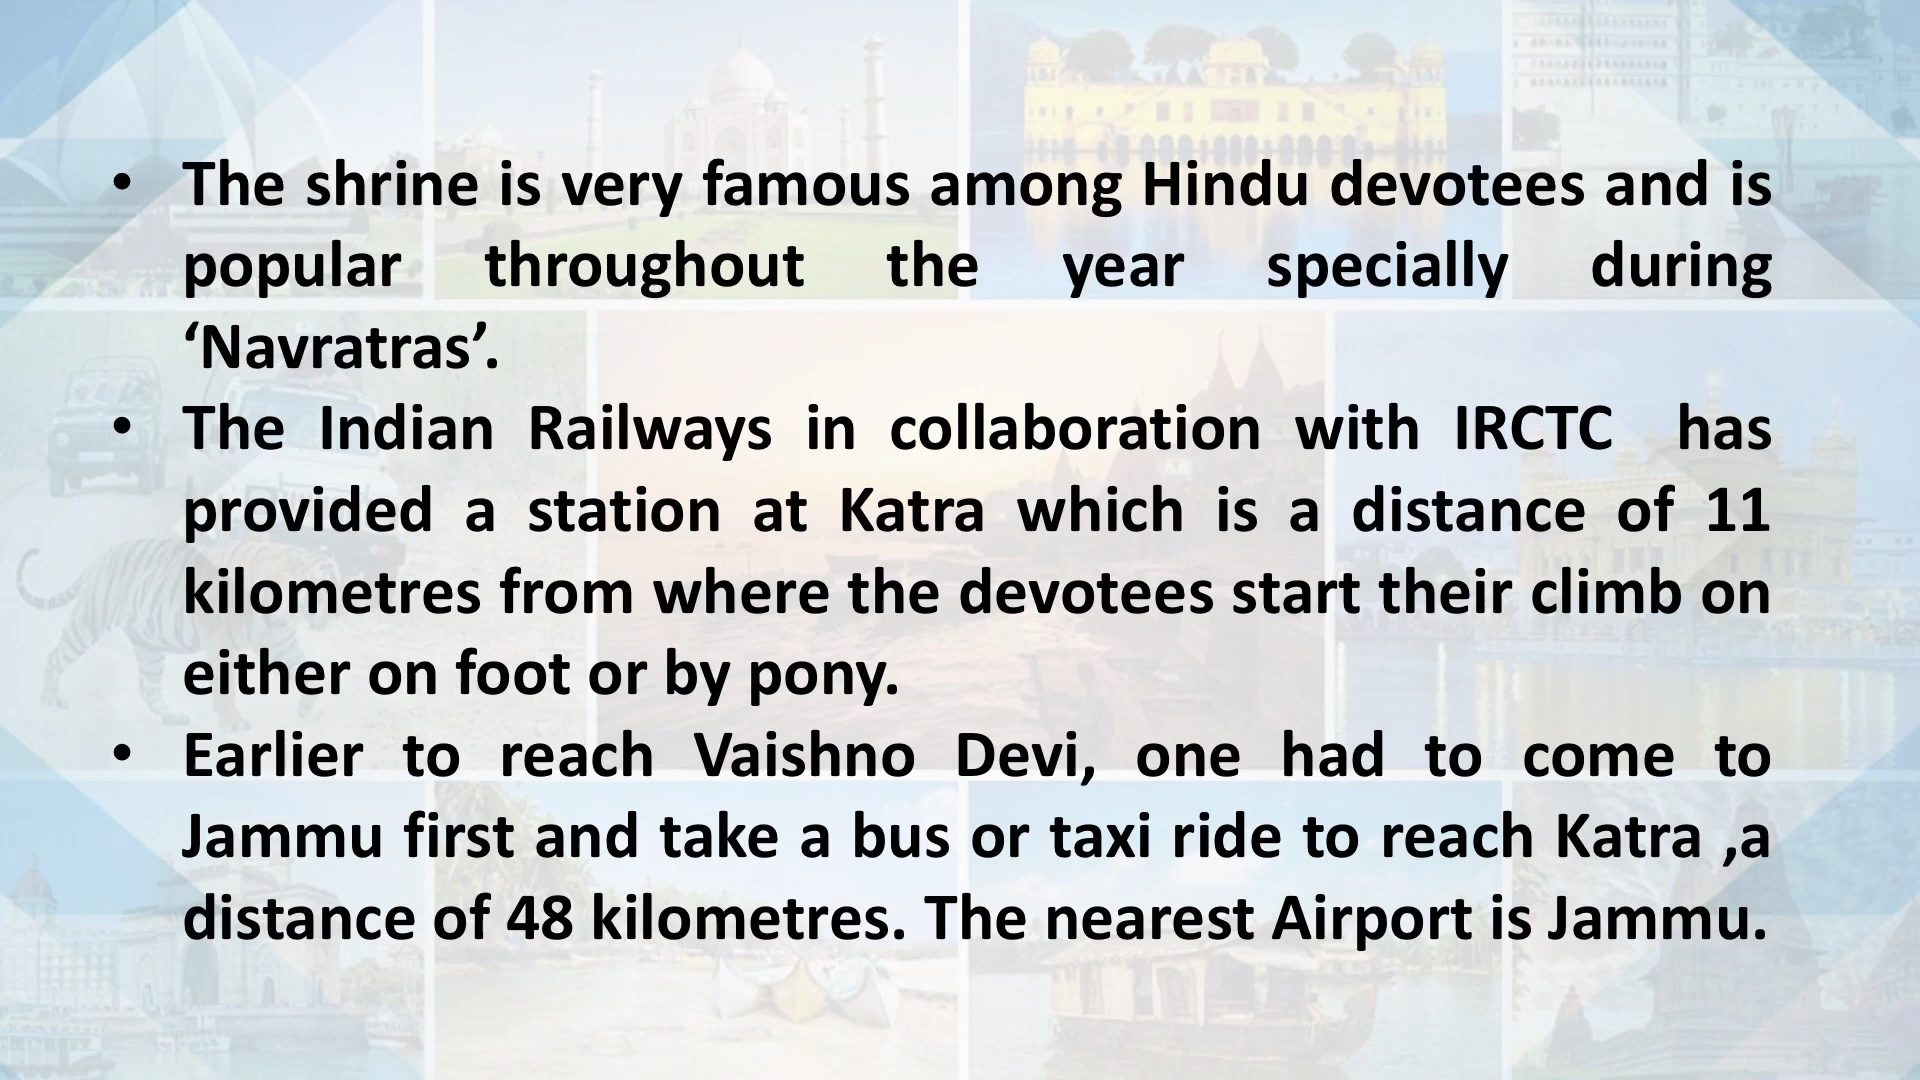 • The shrine is very famous among Hindu devotees and is
popular throughout the year specially during
‘Navratras’.
• The Indian Railways in collaboration with IRCTC  has
provided a station at Katra which is a distance of 11
kilometres from where the devotees start their climb on
either on foot or by pony.
• Earlier to reach Vaishno Devi, one had to come to
Jammu first and take a bus or taxi ride to reach Katra ,a
distance of 48 kilometres. The nearest Airport is Jammu.